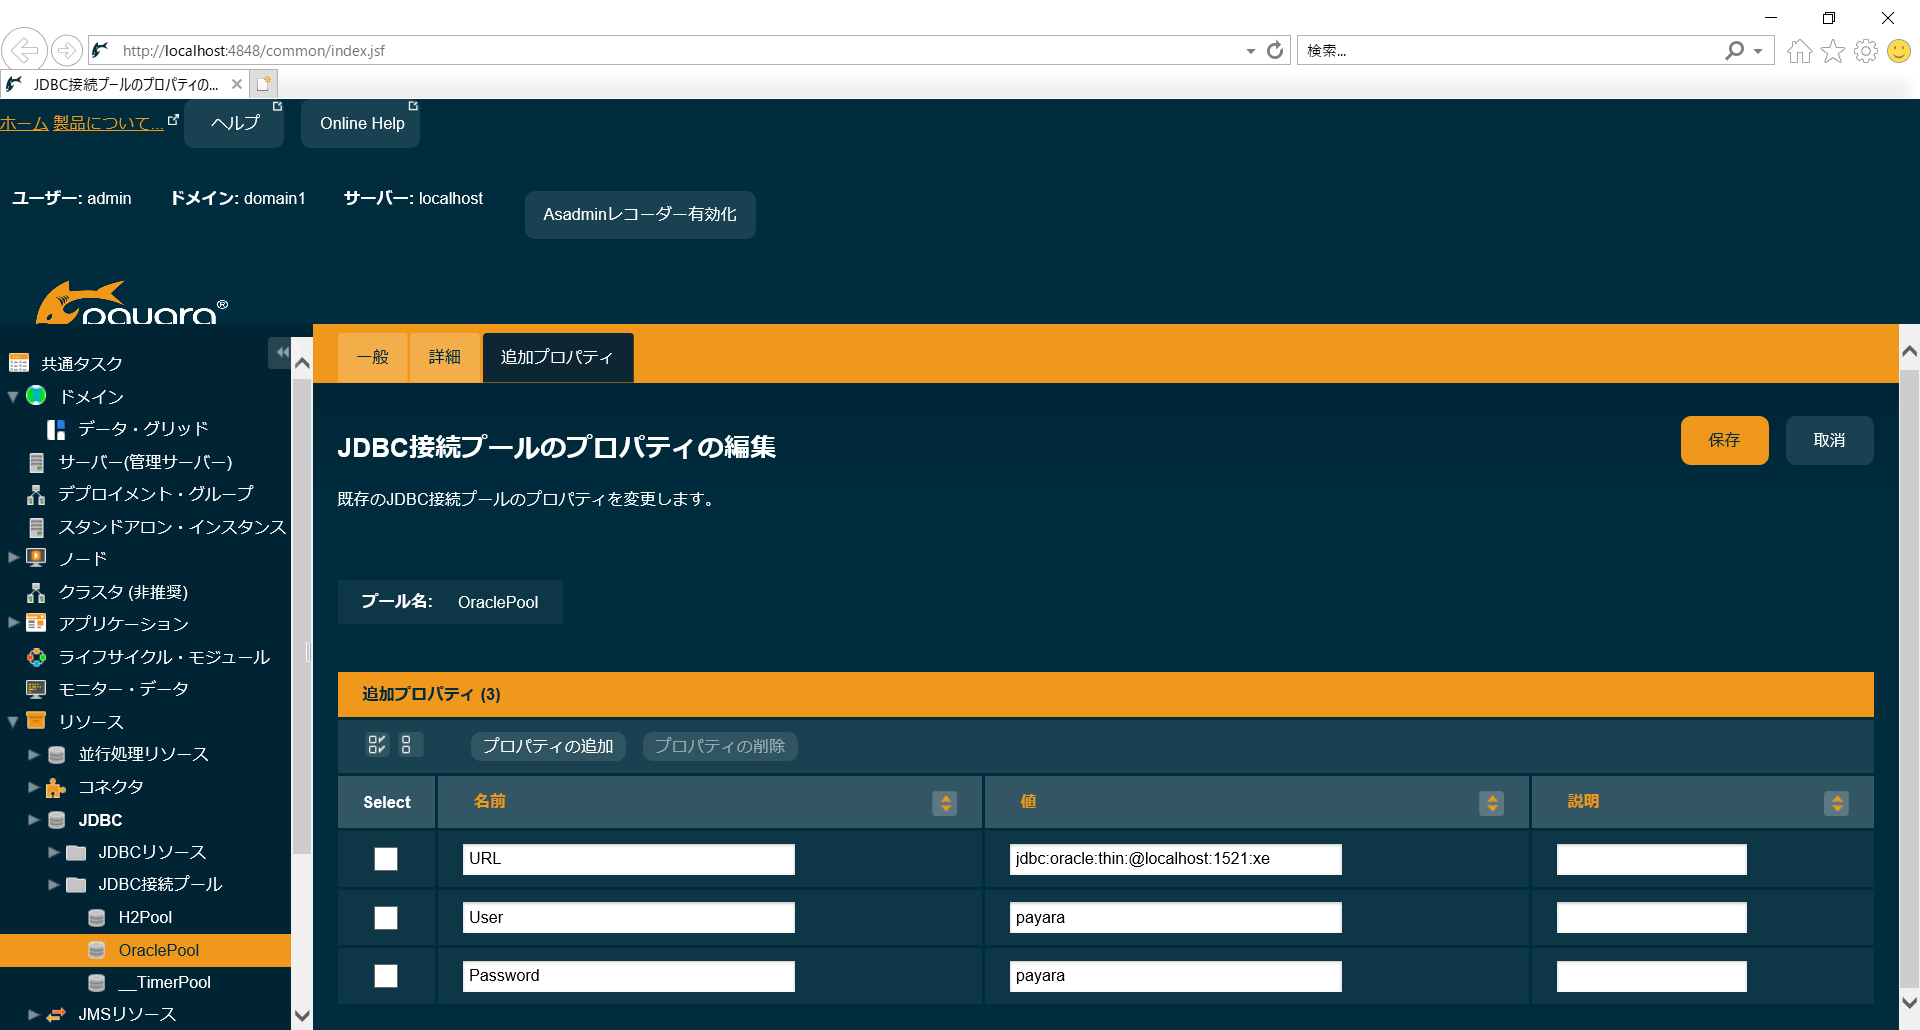 http://localhost:4848/common/index.jsf
検索...
JDBC接続プールのプロパティの...
ホーム 製品について... ヘルプ Online Help
ユーザー: admin ドメイン: domain1 サーバー: localhost Asadminレコーダー有効化
payara®
共通タスク
ドメイン
データ・グリッド
サーバー(管理サーバー)
デプロイメント・グループ
スタンドアロン・インスタンス
ノード
クラスタ (非推奨)
アプリケーション
ライフサイクル・モジュール
モニター・データ
リソース
並行処理リソース
コネクタ
JDBC
JDBCリソース
JDBC接続プール
H2Pool
OraclePool
__TimerPool
JMSリソース
一般 詳細 追加プロパティ
JDBC接続プールのプロパティの編集
保存 取消
既存のJDBC接続プールのプロパティを変更します。
プール名: OraclePool
追加プロパティ (3)
プロパティの追加 プロパティの削除
Select 名前 値 説明
URL jdbc:oracle:thin:@localhost:1521:xe
User payara
Password payara